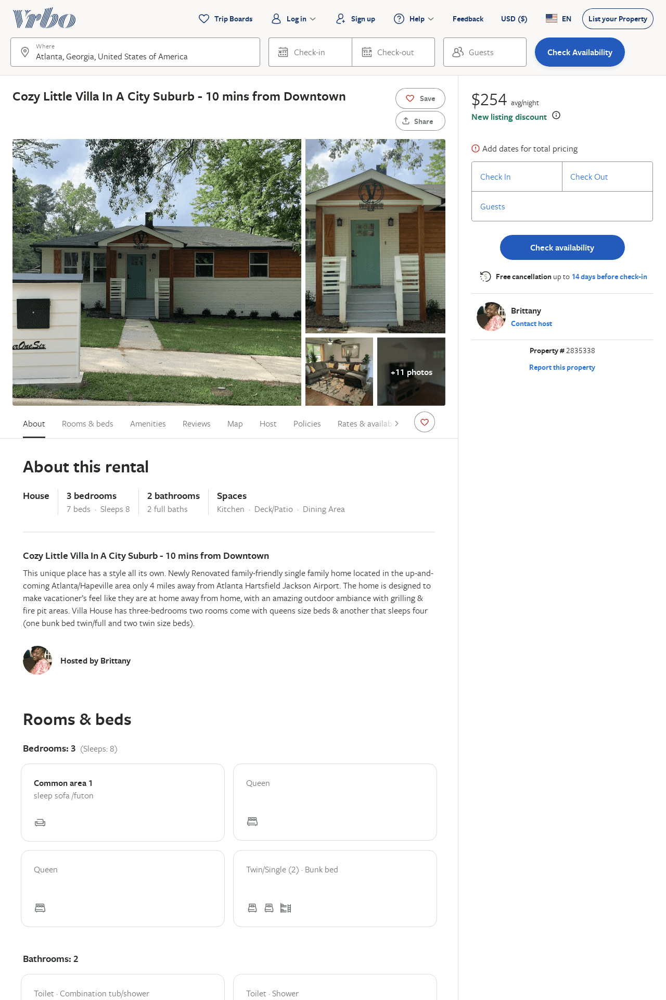 Vrbo
Trip Boards
Log in
Sign up
Help
Feedback
USD ($)
EN
List your Property
Where
Atlanta, Georgia, United States of America
Check-in
Check-out
Guests
Check Availability
Cozy Little Villa In A City Suburb - 10 mins from Downtown
Save
Share
$254 avg/night
New listing discount
Add dates for total pricing
Check In
Check Out
Guests
Check availability
Free cancellation up to 14 days before check-in
Brittany
Contact host
Property # 2835338
Report this property
V
VILLA HOUSE
urOneSix
+11 photos
About
Rooms & beds
Amenities
Reviews
Map
Host
Policies
Rates & availab
About this rental
House
3 bedrooms
7 beds · Sleeps 8
2 bathrooms
2 full baths
Spaces
Kitchen · Deck/Patio · Dining Area
Cozy Little Villa In A City Suburb - 10 mins from Downtown
This unique place has a style all its own. Newly Renovated family-friendly single family home located in the up-and-
coming Atlanta/Hapeville area only 4 miles away from Atlanta Hartsfield Jackson Airport. The home is designed to
make vacationer's feel like they are at home away from home, with an amazing outdoor ambiance with grilling &
fire pit areas. Villa House has three-bedrooms two rooms come with queens size beds & another that sleeps four
(one bunk bed twin/full and two twin size beds).
Hosted by Brittany
Rooms & beds
Bedrooms: 3 (Sleeps: 8)
Common area 1
sleep sofa /futon
Queen
Queen
Twin/Single (2) · Bunk bed
Bathrooms: 2
Toilet · Combination tub/shower
Toilet · Shower